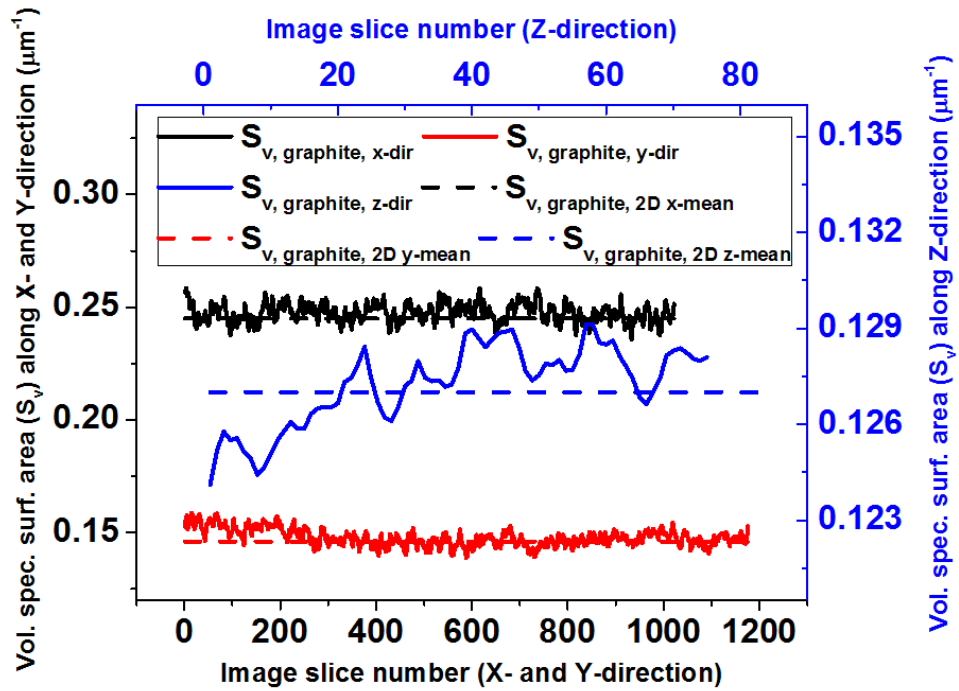 Image slice number (Z-direction)
0 20 40 60 80
Vol. spec. surf. area (Sv) along X- and Y-direction (μm-1)
0.30
0.25
0.20
0.15
Sv, graphite, x-dir
Sv, graphite, y-dir
Sv, graphite, z-dir
Sv, graphite, 2D x-mean
Sv, graphite, 2D y-mean
Sv, graphite, 2D z-mean
0.135
0.132
0.129
0.126
0.122
Vol. spec. surf. area (Sv) along Z-direction (μm-1)
0 200 400 600 800 1000 1200
Image slice number (X- and Y-direction)